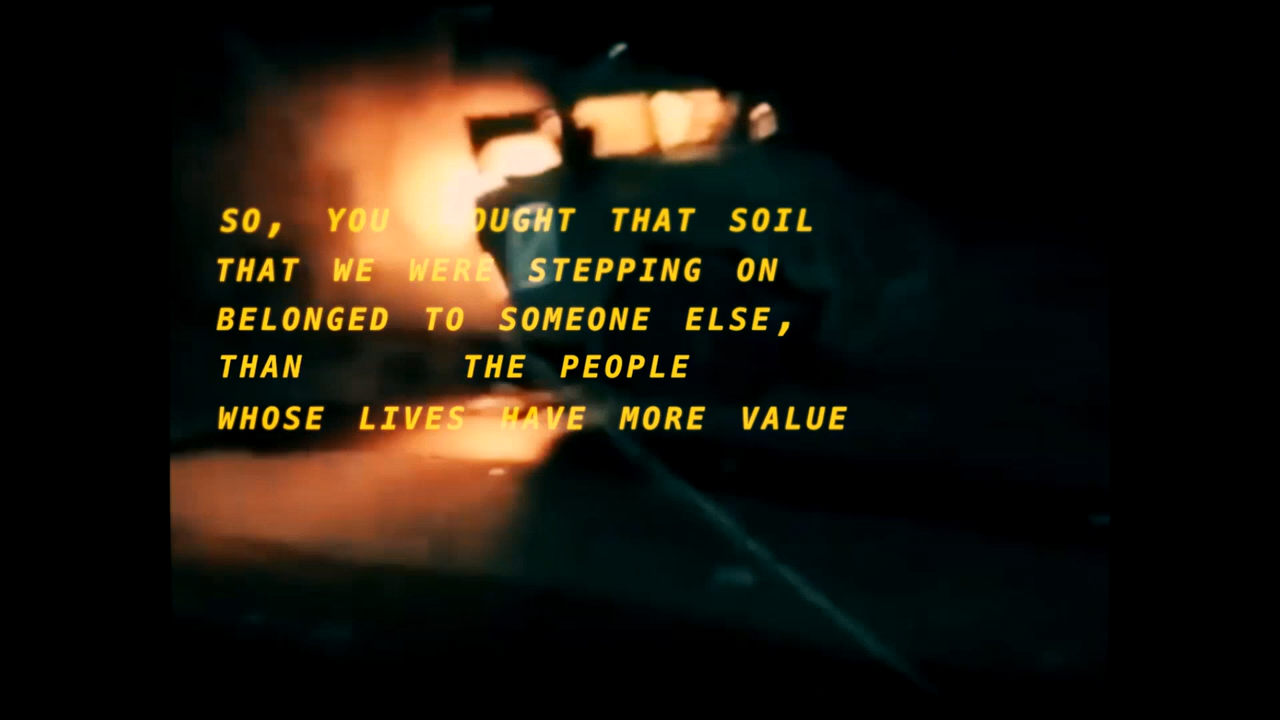 SO, YOU OUGHT THAT SOIL
THAT WE WERE STEPPING ON
BELONGED TO SOMEONE ELSE,
THAN THE PEOPLE
WHOSE LIVES HAVE MORE VALUE